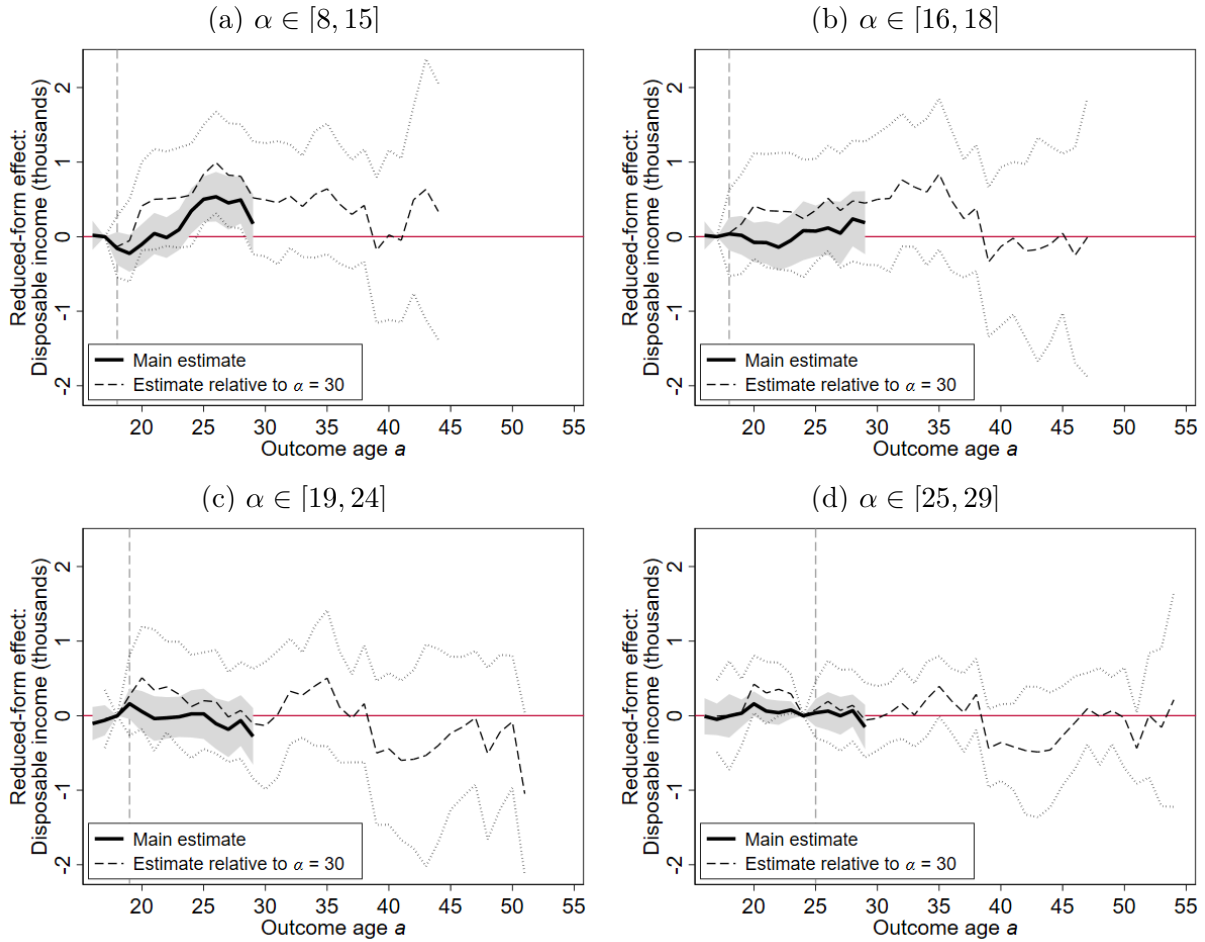 (a) α ∈ [8, 15]
Reduced-form effect:
Disposable income (thousands)
2
1
0
-1
-2
Main estimate
Estimate relative to α = 30
20 25 30 35 40 45 50 55
Outcome age a
(b) α ∈ [16, 18]
Reduced-form effect:
Disposable income (thousands)
2
1
0
-1
-2
Main estimate
Estimate relative to α = 30
20 25 30 35 40 45 50 55
Outcome age a
(c) α ∈ [19, 24]
Reduced-form effect:
Disposable income (thousands)
2
1
0
-1
-2
Main estimate
Estimate relative to α = 30
20 25 30 35 40 45 50 55
Outcome age a
(d) α ∈ [25, 29]
Reduced-form effect:
Disposable income (thousands)
2
1
0
-1
-2
Main estimate
Estimate relative to α = 30
20 25 30 35 40 45 50 55
Outcome age a